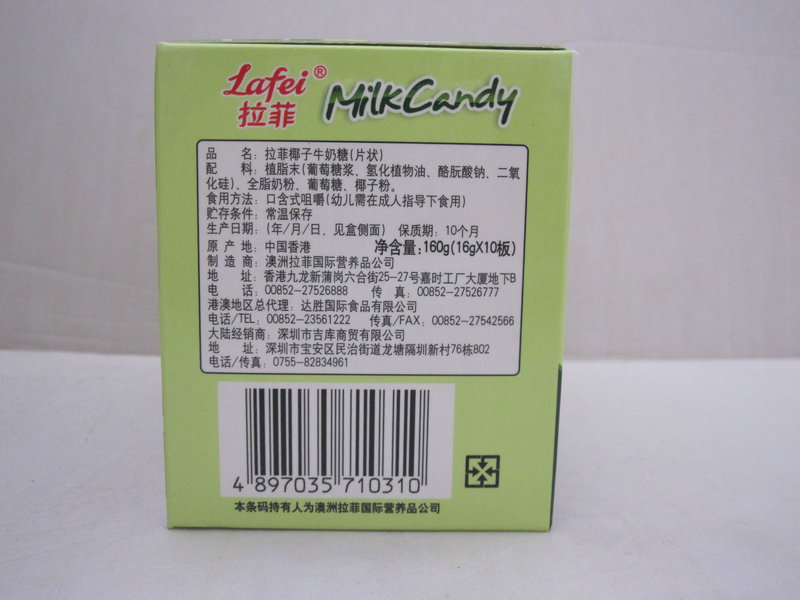 Lafei® MilkCandy
拉菲
品 名：拉菲椰子牛奶糖(片状)
配 料：植脂末(葡萄糖浆、氢化植物油、酪朊酸钠、二氧
化硅)、全脂奶粉、葡萄糖、椰子粉。
食用方法：口含式咀嚼(幼儿需在成人指导下食用)
贮存条件：常温保存
生产日期：(年/月/日，见盒侧面) 保质期：10个月
原 产 地：中国香港 净含量：160g(16gX10板)
制 造 商：澳洲拉菲国际营养品公司
地 址：香港九龙新蒲岗六合街25-27号嘉时工厂大厦地下B
电 话：00852-27526888 传 真：00852-27526777
港澳地区总代理：达胜国际食品有限公司
电话/TEL：00852-23561222 传真/FAX：00852-27542566
大陆经销商：深圳市吉库商贸有限公司
地 址：深圳市宝安区民治街道龙塘隔圳新村76栋802
电话/传真：0755-82834961
4 897035 710310
本条码持有人为澳洲拉菲国际营养品公司